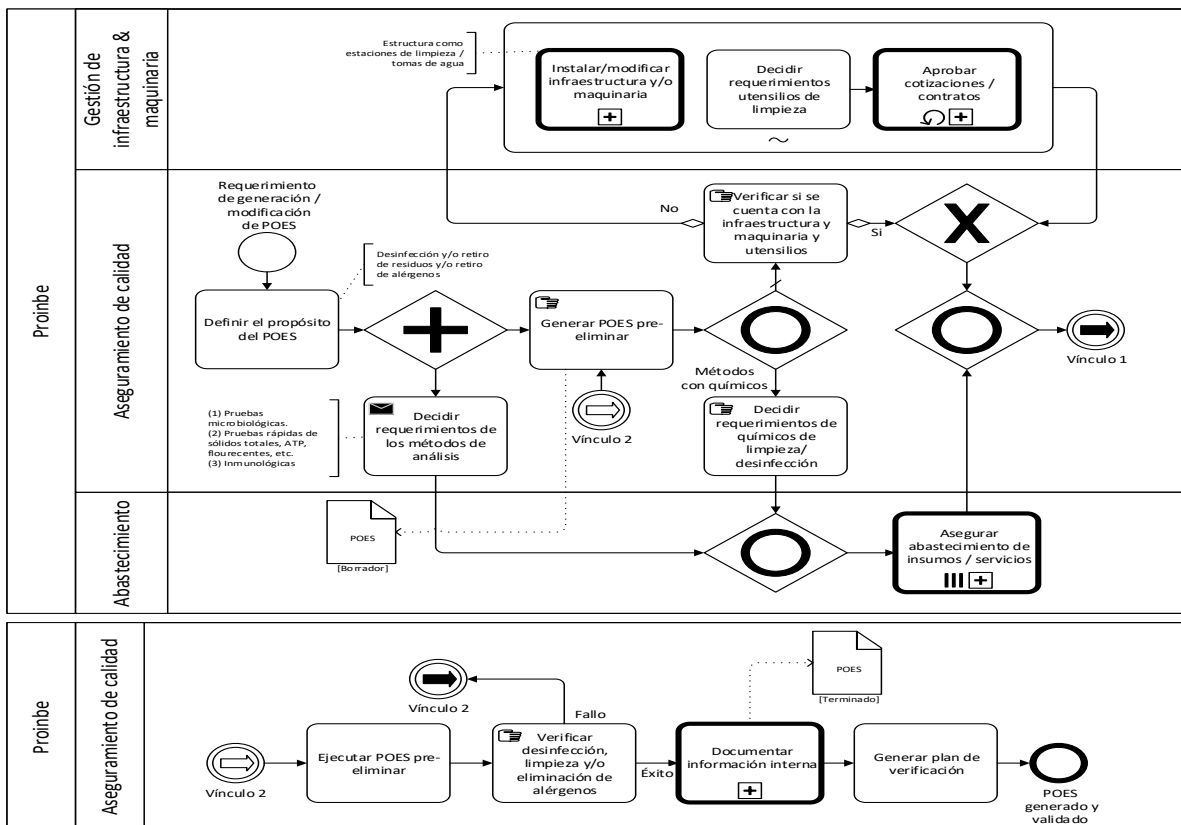 Proinbe
Gestión de
infraestructura &
maquinaria
Estructura como
estaciones de limpieza /
tomas de agua
Instalar/modificar
infraestructura y/o
maquinaria
Decidir
requerimientos
utensilios de
limpieza
Aprobar
cotizaciones /
contratos
~
Aseguramiento de calidad
Requerimiento
de generación /
modificación
de POES
Desinfección y/o retiro
de residuos y/o retiro
de alérgenos
Definir el propósito
del POES
Generar POES pre-
eliminar
No
Verificar si se
cuenta con la
infraestructura y
maquinaria y
utensilios
Si
X
Vínculo 1
Métodos
con químicos
(1) Pruebas
microbiológicas.
(2) Pruebas rápidas de
sólidos totales, ATP,
flourecentes, etc.
(3) Inmunológicas
Decidir
requerimientos de
los métodos de
análisis
Vínculo 2
Decidir
requerimientos de
químicos de
limpieza/
desinfección
Abastecimiento
POES
[Borrador]
Asegurar
abastecimiento de
insumos / servicios
Proinbe
Aseguramiento de calidad
Vínculo 2
Fallo
POES
[Terminado]
Vínculo 2
Ejecutar POES pre-
eliminar
Verificar
desinfección,
limpieza y/o
eliminación de
alérgenos
Éxito
Documentar
información interna
Generar plan de
verificación
POES
generado y
validado